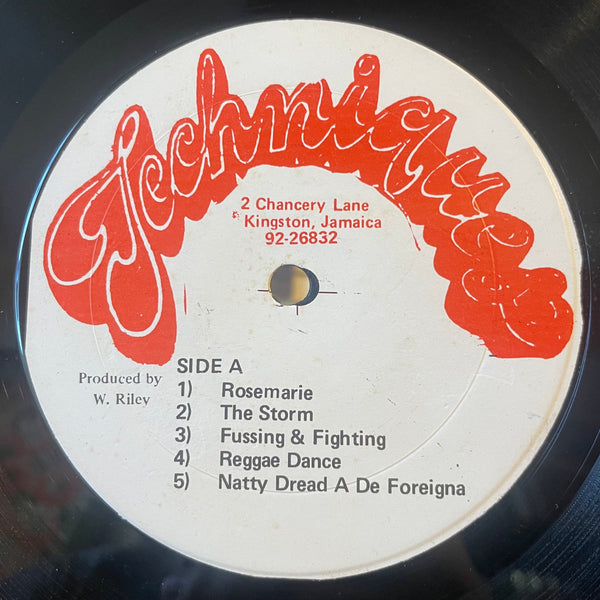 Techniques
2 Chancery Lane
Kingston, Jamaica
92-26832
SIDE A
Produced by
W. Riley
1) Rosemarie
2) The Storm
3) Fussing & Fighting
4) Reggae Dance
5) Natty Dread A De Foreigna